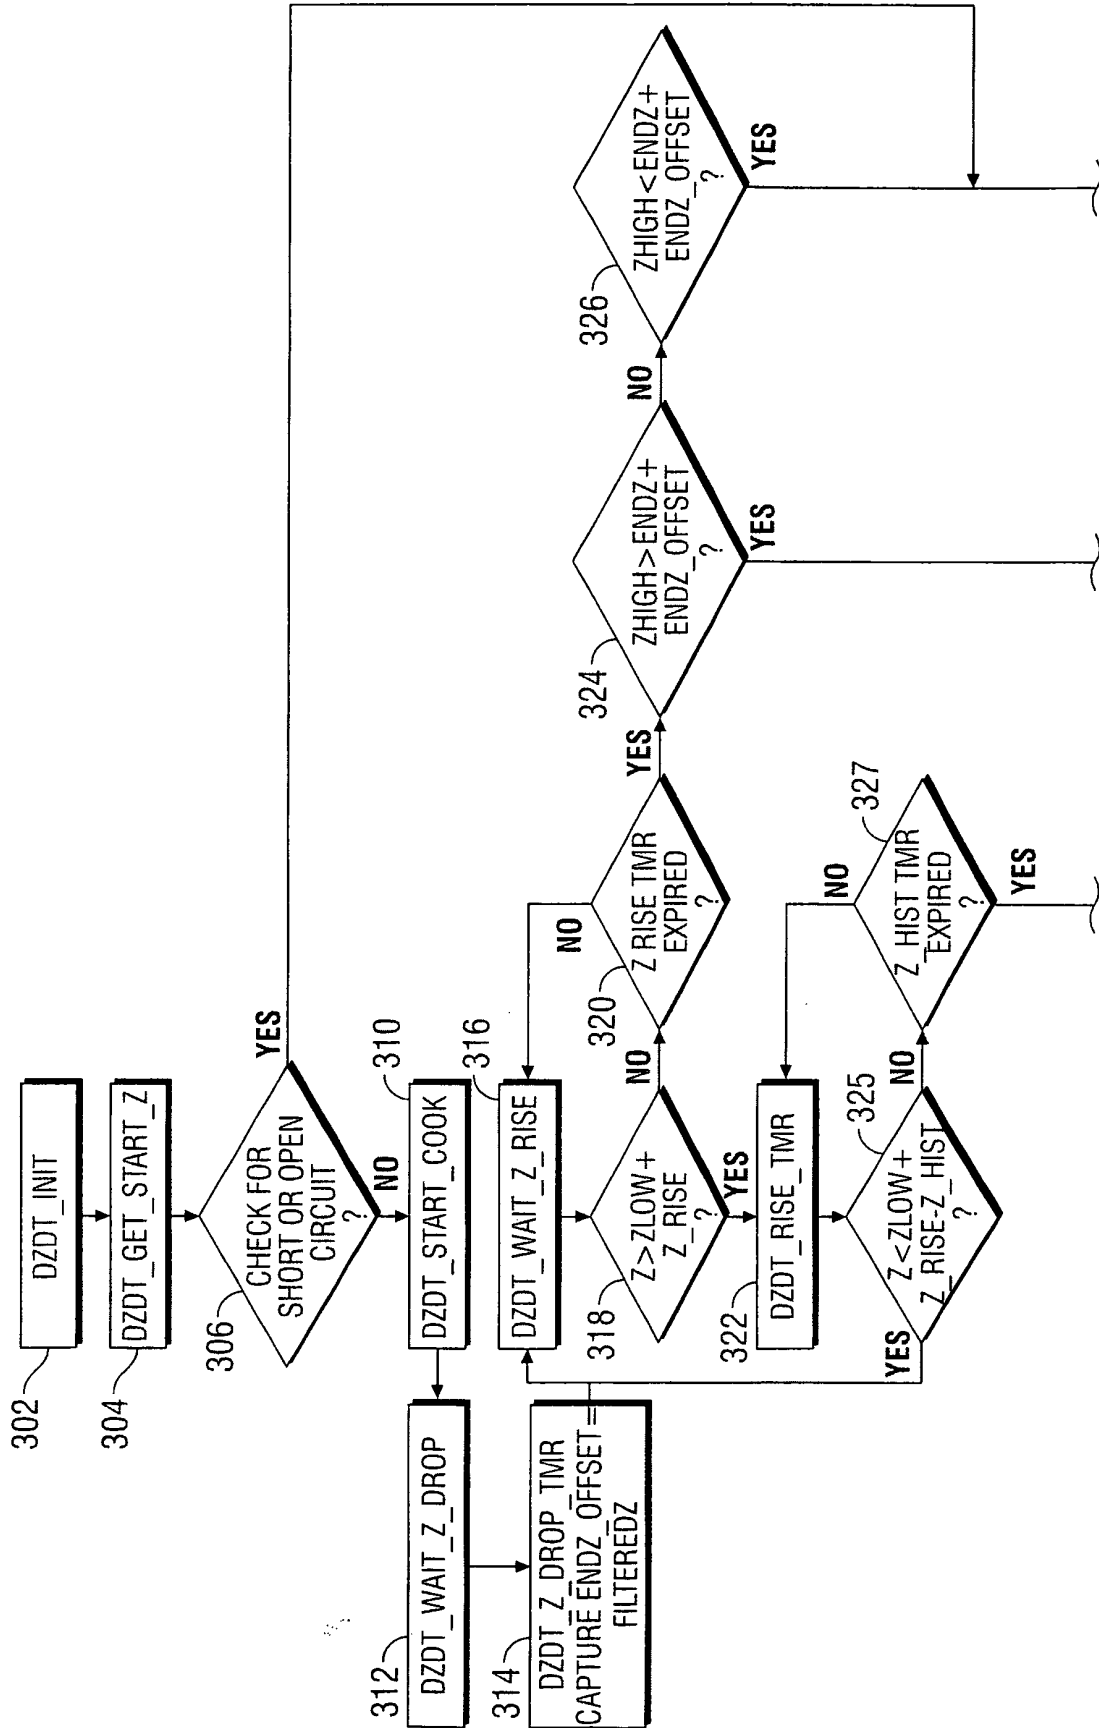 302
DZDT_INIT
304
DZDT_GET_START_Z
306
CHECK FOR
SHORT OR OPEN
CIRCUIT
?
YES
NO
310
DZDT_START_COOK
312
DZDT_WAIT_Z_DROP
314
DZDT_Z_DROP_TMR
CAPTURE ENDZ_OFFSET=
FILTEREDZ
316
DZDT_WAIT_Z_RISE
318
Z>ZLOW+
Z_RISE
?
NO
YES
320
Z RISE TMR
EXPIRED
?
NO
YES
324
ZHIGH>ENDZ+
ENDZ_OFFSET
?
NO
YES
326
ZHIGH<ENDZ+
ENDZ_OFFSET
?
YES
322
DZDT_RISE_TMR
325
Z<ZLOW+
Z_RISE-Z_HIST
?
YES
NO
327
Z_HIST TMR
EXPIRED
?
NO
YES